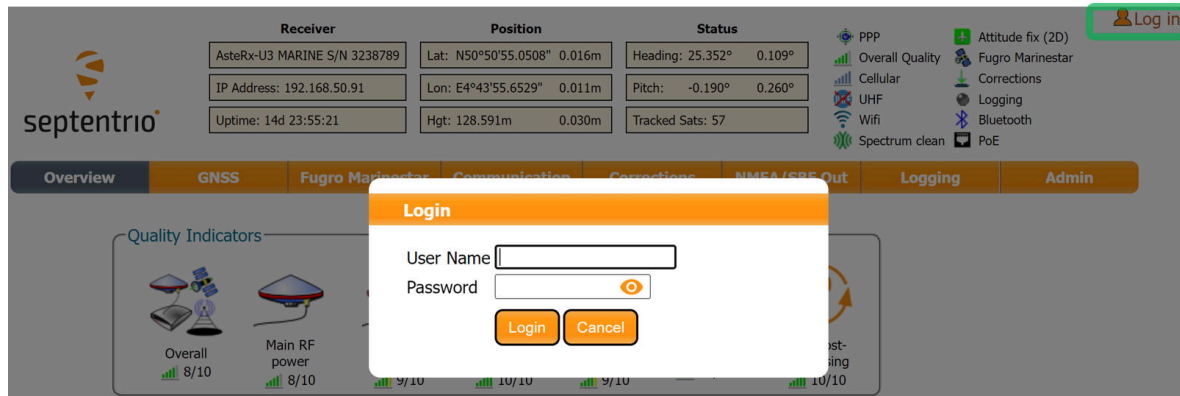 Log in
Receiver
Position
Status
AsteRx-U3 MARINE S/N 3238789
Lat: N50°50'55.0508" 0.016m
Heading: 25.352° 0.109°
IP Address: 192.168.50.91
Lon: E4°43'55.6529" 0.011m
Pitch: -0.190° 0.260°
Uptime: 14d 23:55:21
Hgt: 128.591m 0.030m
Tracked Sats: 57
PPP
Attitude fix (2D)
Overall Quality
Fugro Marinestar
Cellular
Corrections
UHF
Logging
Wifi
Bluetooth
Spectrum clean
PoE
septentrio
Overview GNSS Fugro Marinestar Communication Corrections NMEA/SBF Out Logging Admin
Login
User Name
Password
Login Cancel
Quality Indicators
Overall
8/10
Main RF
power
8/10
9/10
10/10
9/10
10/10